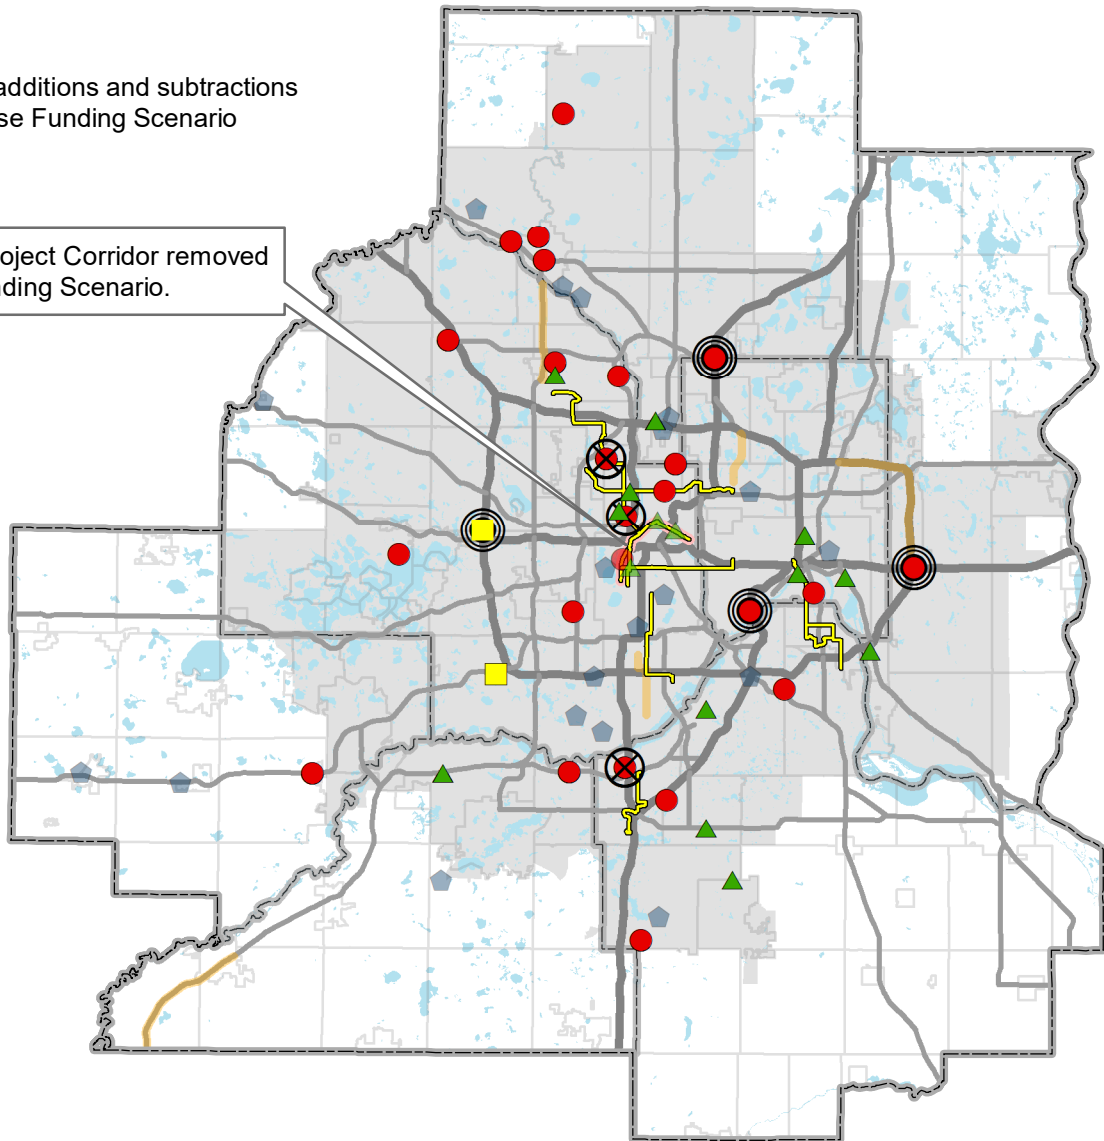 additions and subtractions
se Funding Scenario
oject Corridor removed
ding Scenario.